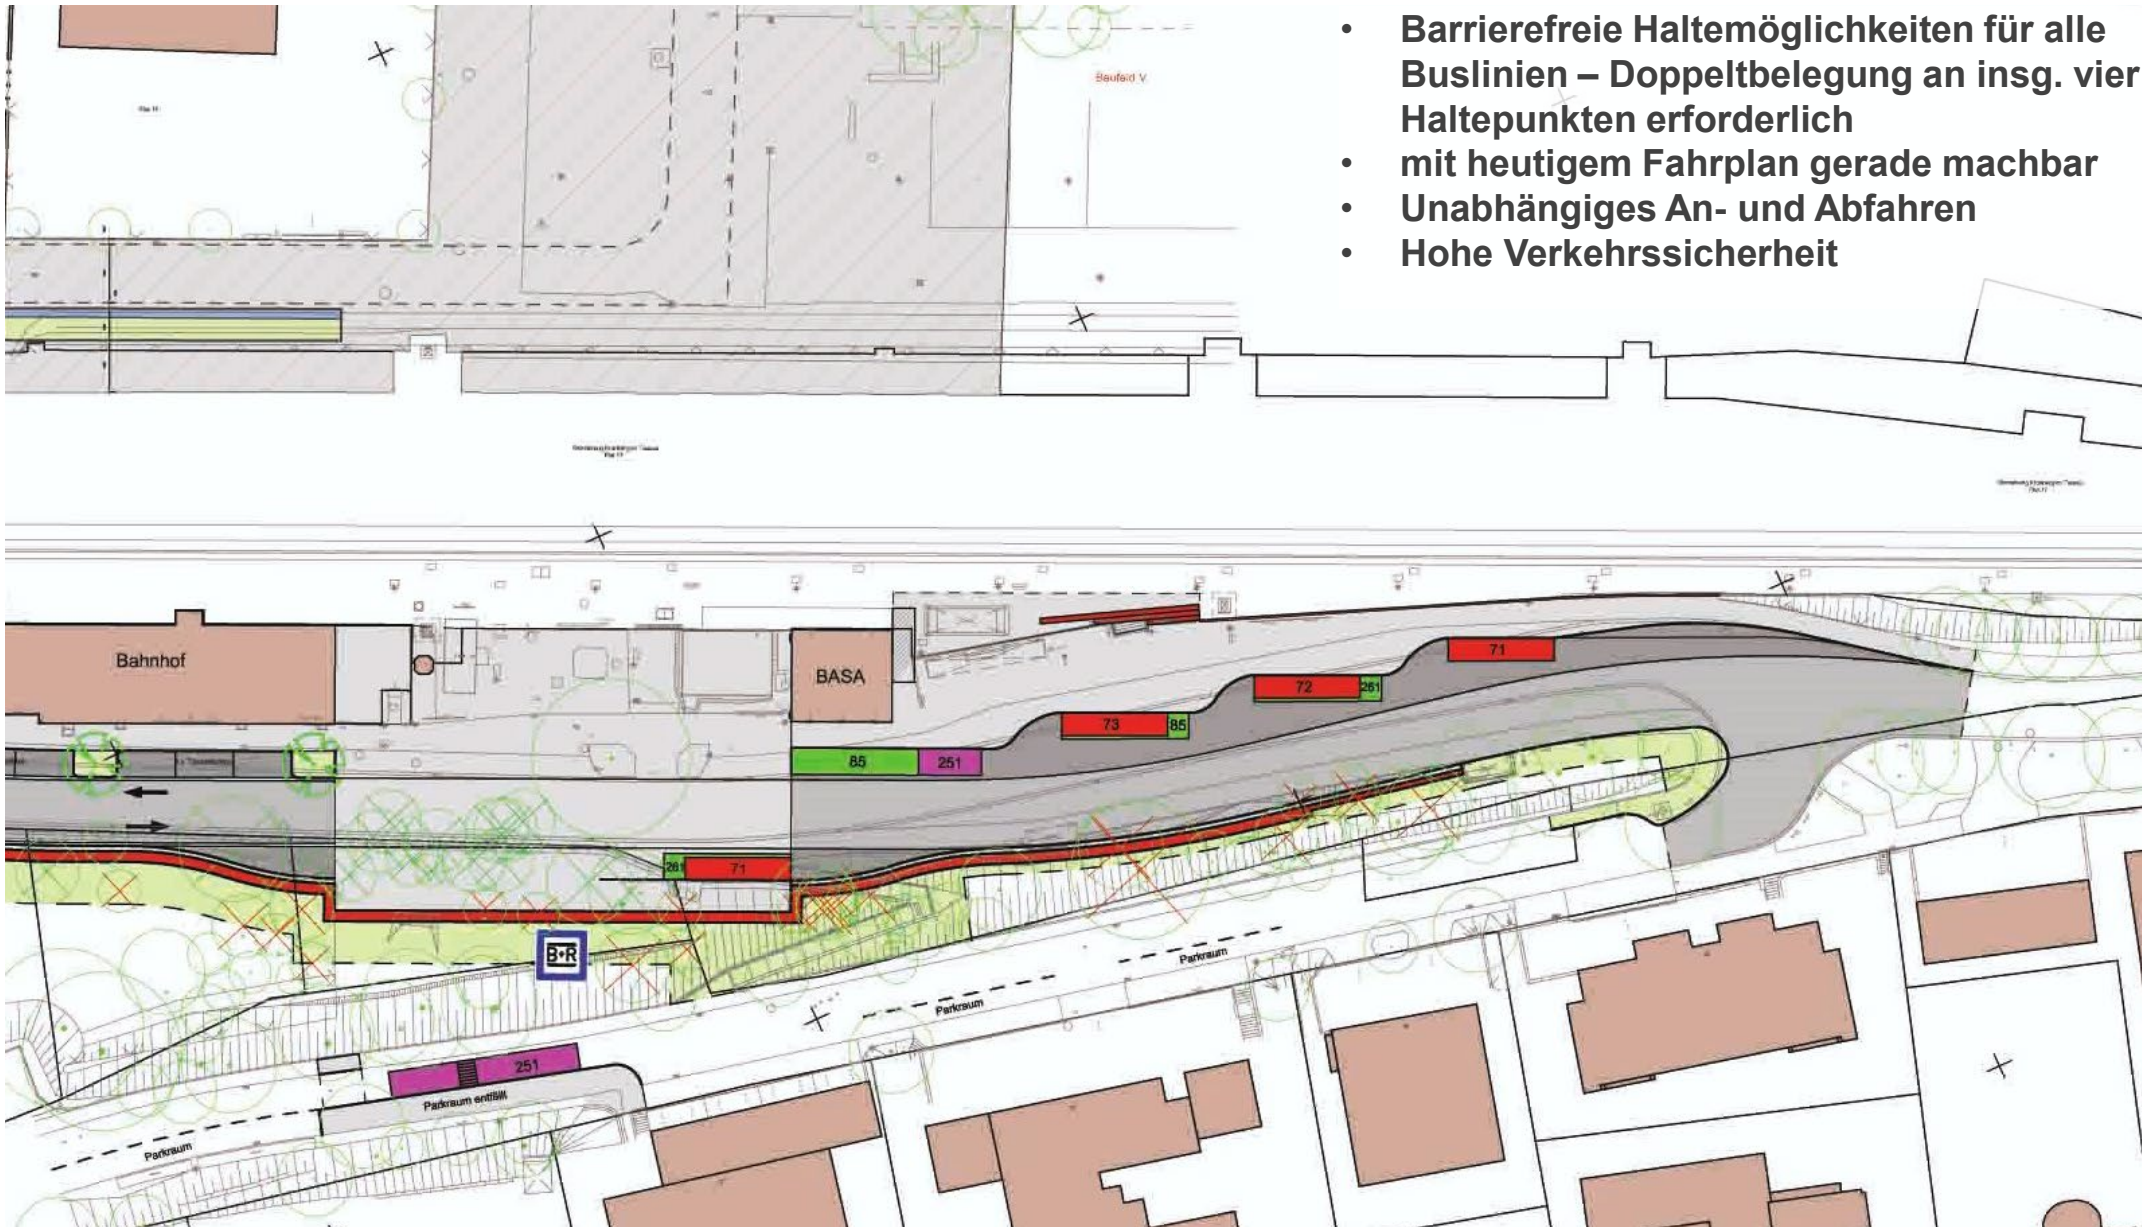 • Barrierefreie Haltemöglichkeiten für alle
Buslinien – Doppeltbelegung an insg. vier
Haltepunkten erforderlich
• mit heutigem Fahrplan gerade machbar
• Unabhängiges An- und Abfahren
• Hohe Verkehrssicherheit
Baufeld V
Bahnhof
BASA
71
72 261
73 85
85 251
261 71
B+R
Parkraum
Parkraum
251
Parkraum entfällt
Parkraum